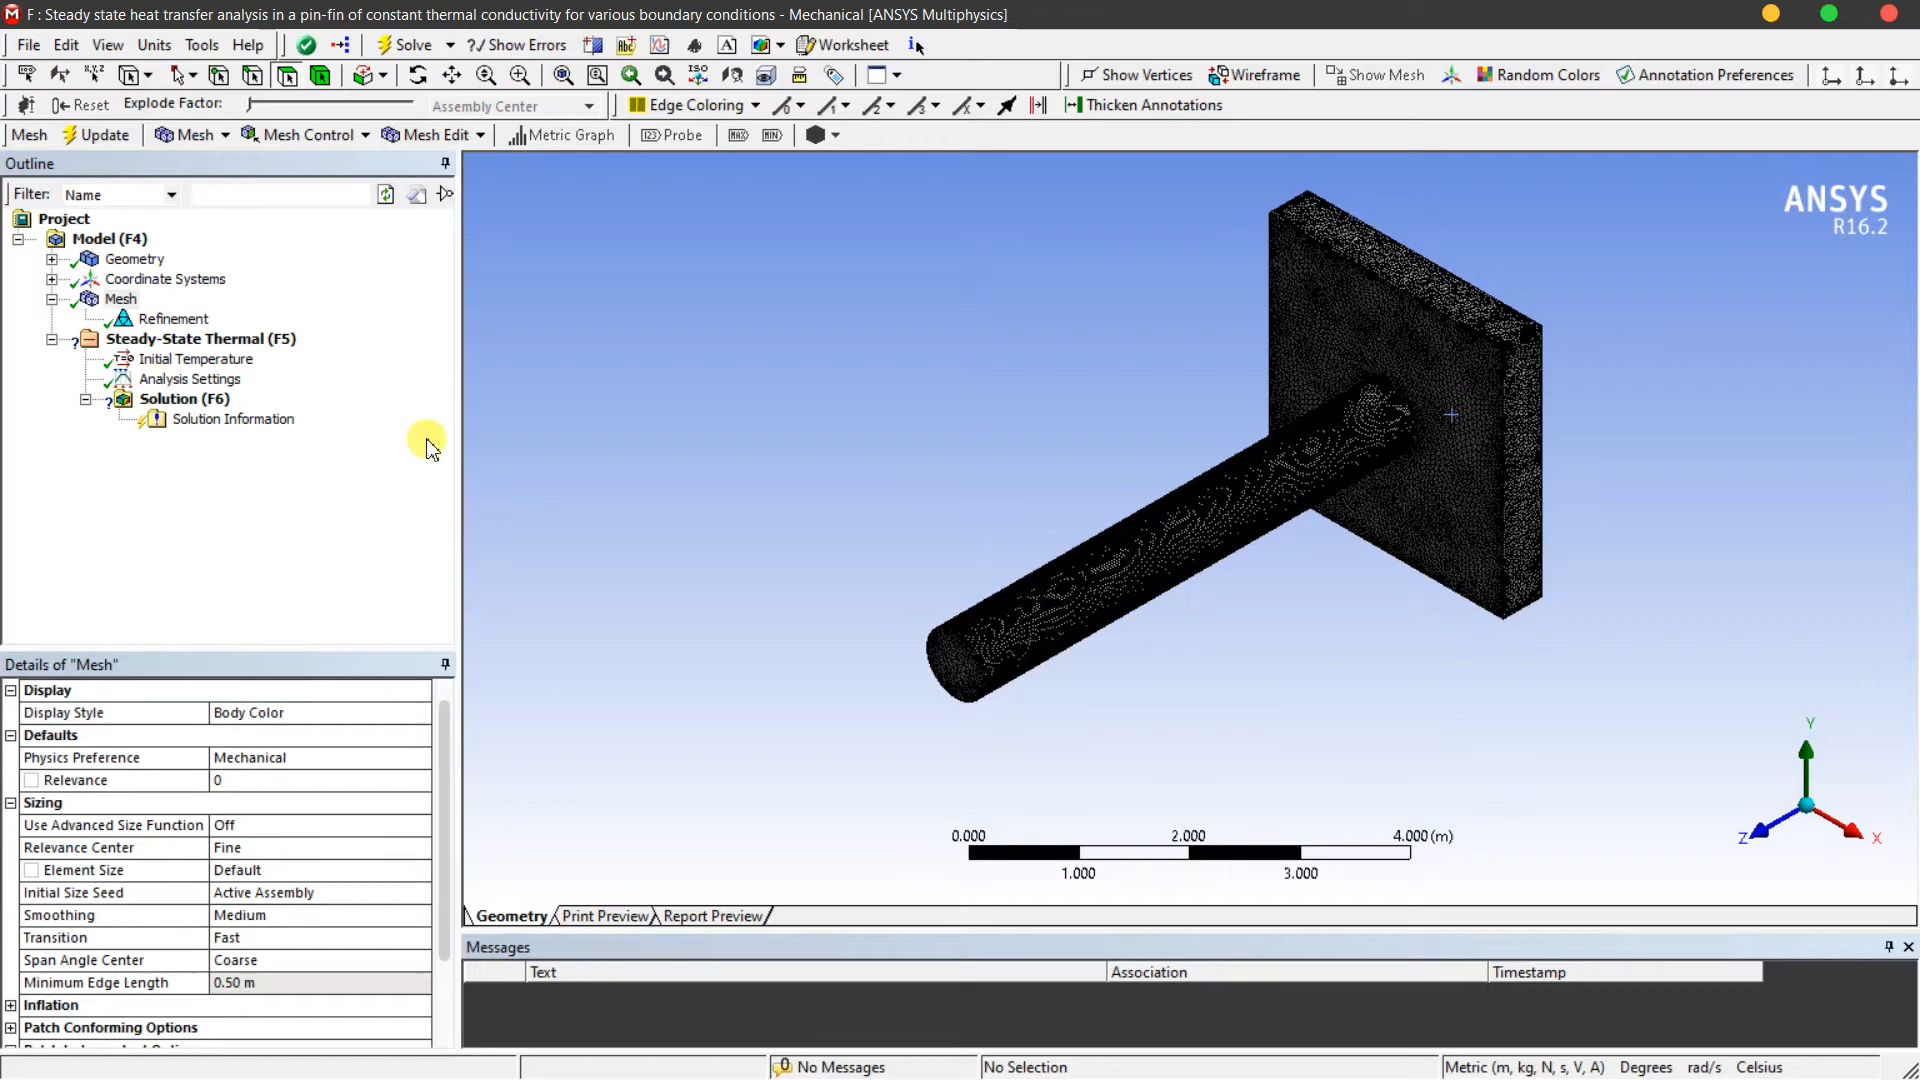 F : Steady state heat transfer analysis in a pin-fin of constant thermal conductivity for various boundary conditions - Mechanical [ANSYS Multiphysics]
File Edit View Units Tools Help Solve ?/ Show Errors Worksheet
Show Vertices Wireframe Show Mesh Random Colors Annotation Preferences
Reset Explode Factor: Assembly Center Edge Coloring Thicken Annotations
Mesh Update Mesh Mesh Control Mesh Edit Metric Graph Probe MAX MIN
Outline
Filter: Name
Project
Model (F4)
Geometry
Coordinate Systems
Mesh
Refinement
Steady-State Thermal (F5)
Initial Temperature
Analysis Settings
Solution (F6)
Solution Information
ANSYS
R16.2
Details of "Mesh"
Display
Display Style Body Color
Defaults
Physics Preference Mechanical
Relevance 0
Sizing
Use Advanced Size Function Off
Relevance Center Fine
Element Size Default
Initial Size Seed Active Assembly
Smoothing Medium
Transition Fast
Span Angle Center Coarse
Minimum Edge Length 0.50 m
Inflation
Patch Conforming Options
Y
Z X
0.000 2.000 4.000 (m)
1.000 3.000
Geometry Print Preview Report Preview
Messages
Text Association Timestamp
0 No Messages No Selection Metric (m, kg, N, s, V, A) Degrees rad/s Celsius